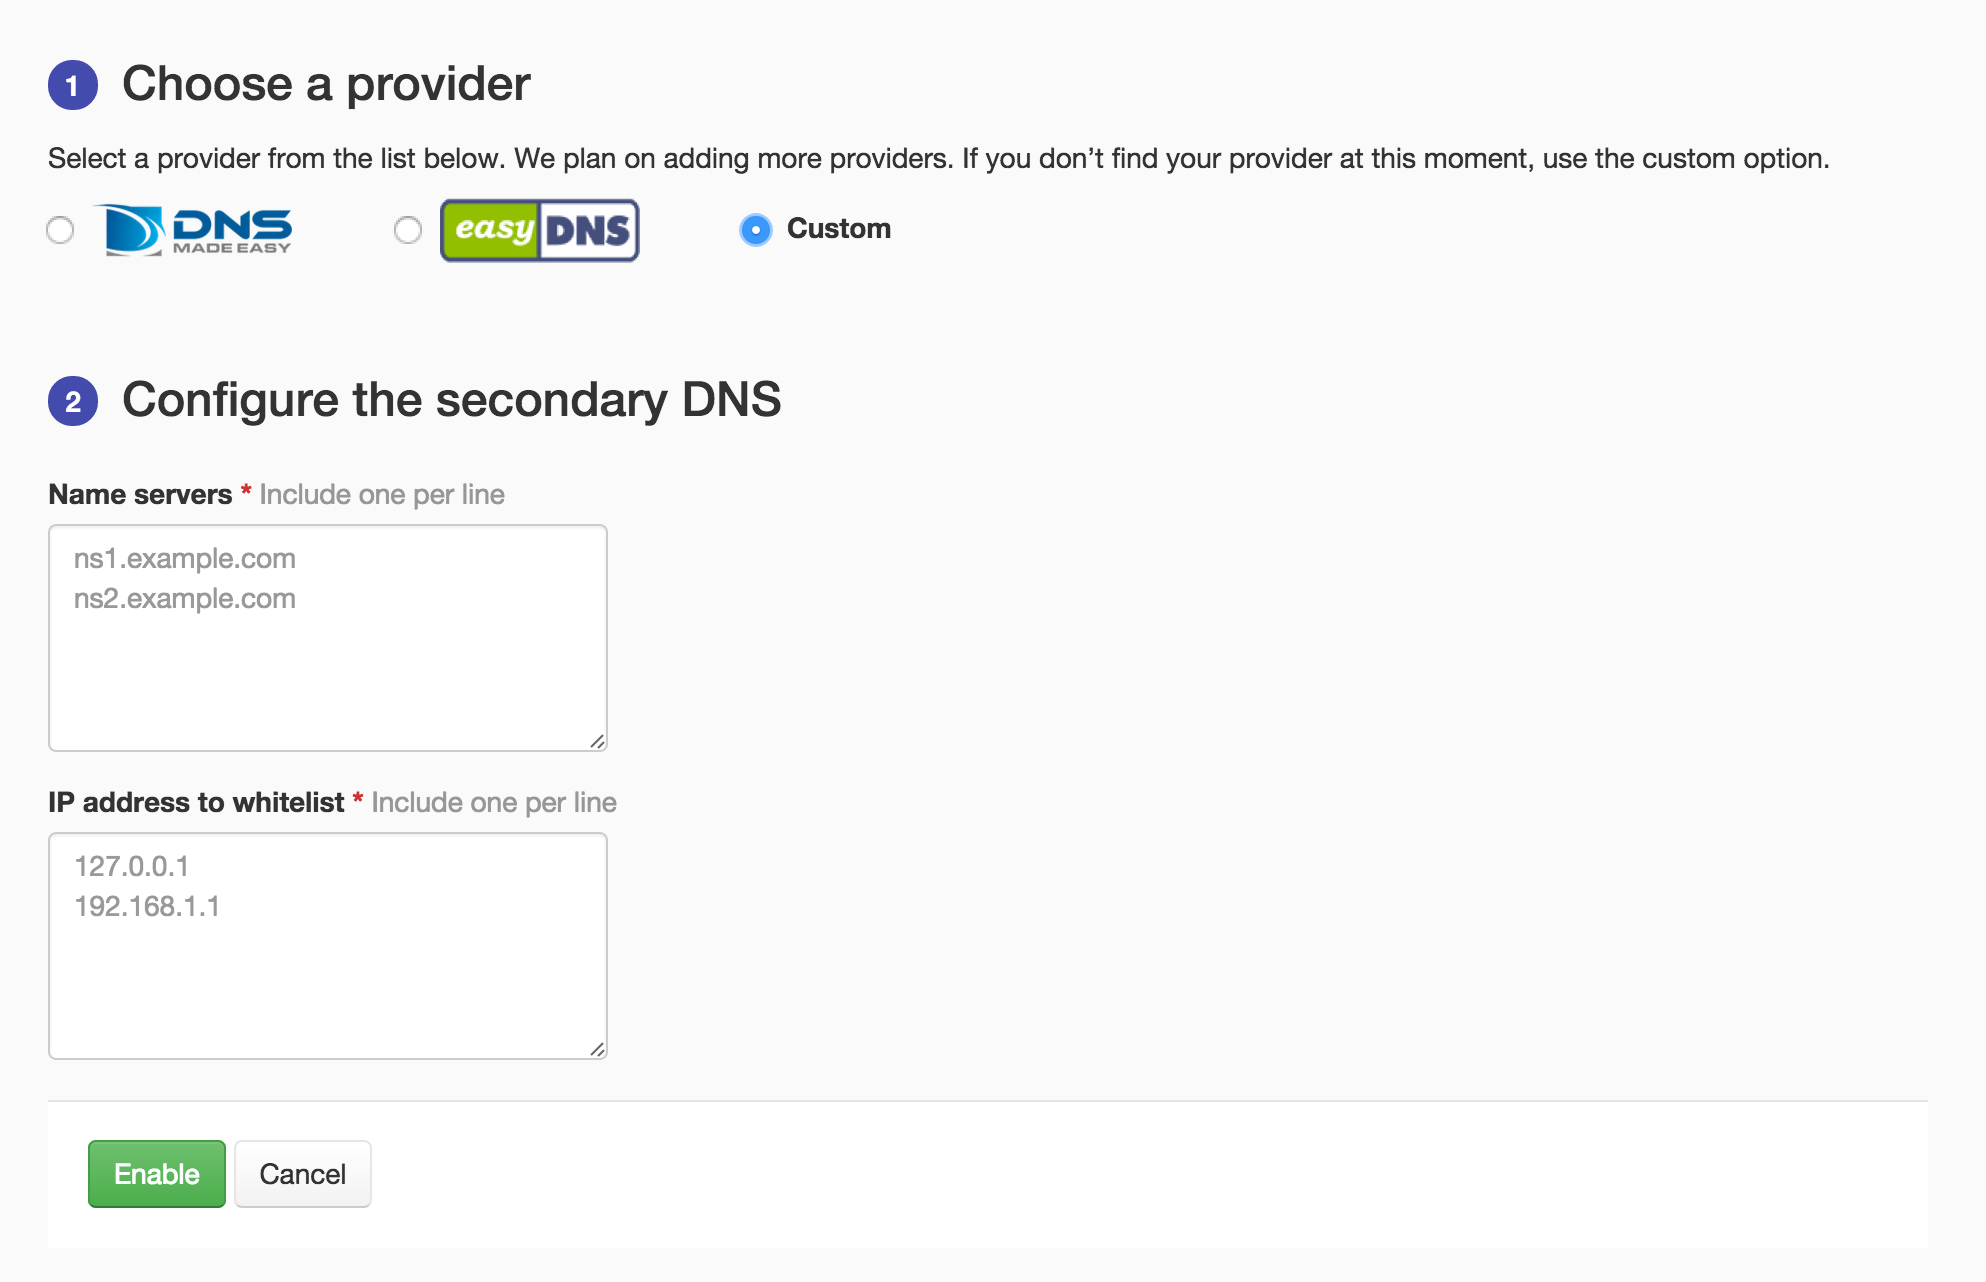 1 Choose a provider
Select a provider from the list below. We plan on adding more providers. If you don’t find your provider at this moment, use the custom option.
DNS MADE EASY easyDNS Custom
2 Configure the secondary DNS
Name servers * Include one per line
ns1.example.com
ns2.example.com
IP address to whitelist * Include one per line
127.0.0.1
192.168.1.1
Enable Cancel